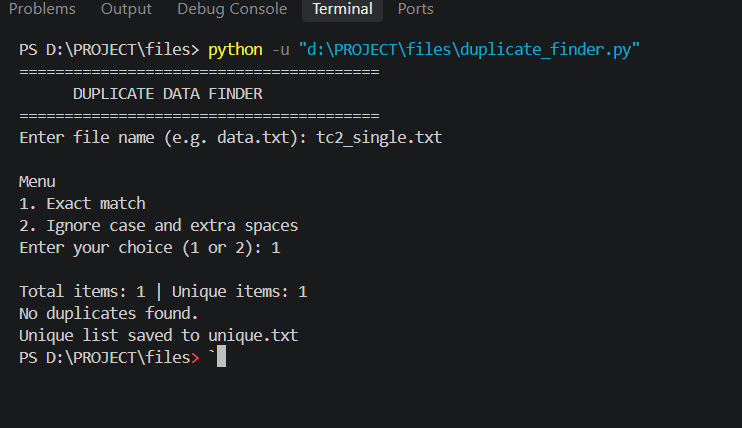 Problems Output Debug Console Terminal Ports
PS D:\PROJECT\files> python -u "d:\PROJECT\files\duplicate_finder.py"
========================================
      DUPLICATE DATA FINDER
========================================
Enter file name (e.g. data.txt): tc2_single.txt

Menu
1. Exact match
2. Ignore case and extra spaces
Enter your choice (1 or 2): 1

Total items: 1 | Unique items: 1
No duplicates found.
Unique list saved to unique.txt
PS D:\PROJECT\files> `